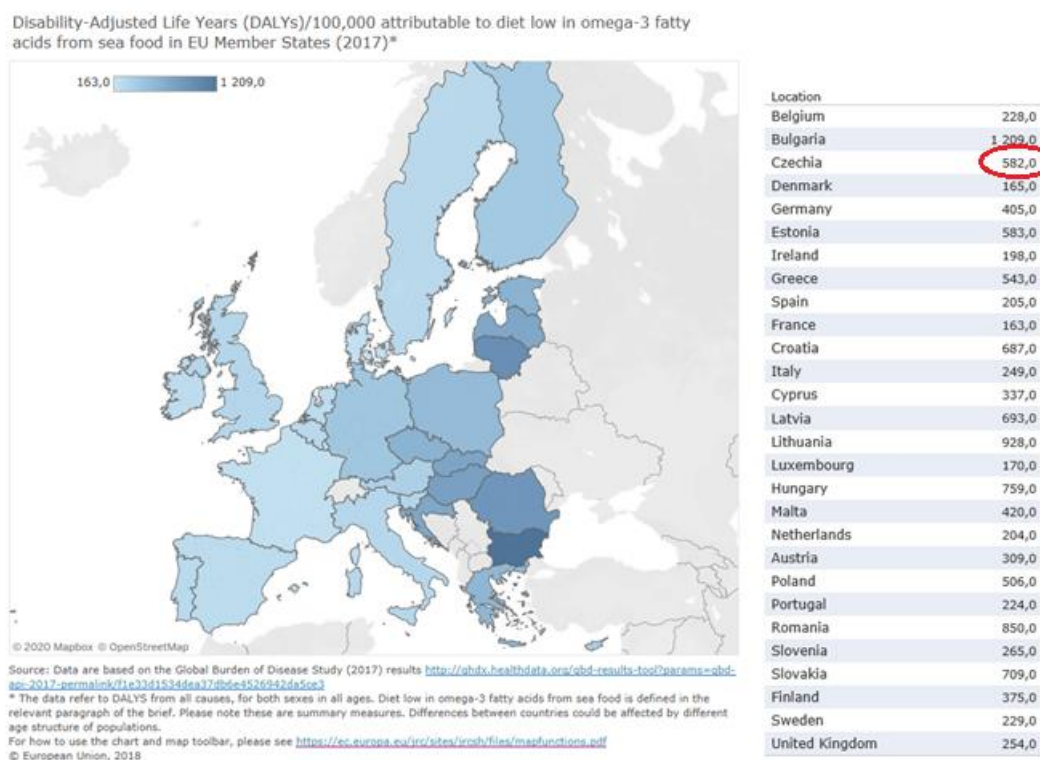 Disability-Adjusted Life Years (DALYs)/100,000 attributable to diet low in omega-3 fatty
acids from sea food in EU Member States (2017)*
163,0 1 209,0
© 2020 Mapbox © OpenStreetMap
Location
Belgium 228,0
Bulgaria 1 209,0
Czechia 582,0
Denmark 165,0
Germany 405,0
Estonia 583,0
Ireland 198,0
Greece 543,0
Spain 205,0
France 163,0
Croatia 687,0
Italy 249,0
Cyprus 337,0
Latvia 693,0
Lithuania 928,0
Luxembourg 170,0
Hungary 759,0
Malta 420,0
Netherlands 204,0
Austria 309,0
Poland 506,0
Portugal 224,0
Romania 850,0
Slovenia 265,0
Slovakia 709,0
Finland 375,0
Sweden 229,0
United Kingdom 254,0
Source: Data are based on the Global Burden of Disease Study (2017) results http://ghdx.healthdata.org/gbd-results-tool?params=gbd-
api-2017-permalink/f1e33d1534dea37db6e4526942da5ce3
* The data refer to DALYS from all causes, for both sexes in all ages. Diet low in omega-3 fatty acids from sea food is defined in the
relevant paragraph of the brief. Please note these are summary measures. Differences between countries could be affected by different
age structure of populations.
For how to use the chart and map toolbar, please see https://ec.europa.eu/jrc/sites/jrcsh/files/mapfunctions.pdf
© European Union, 2018